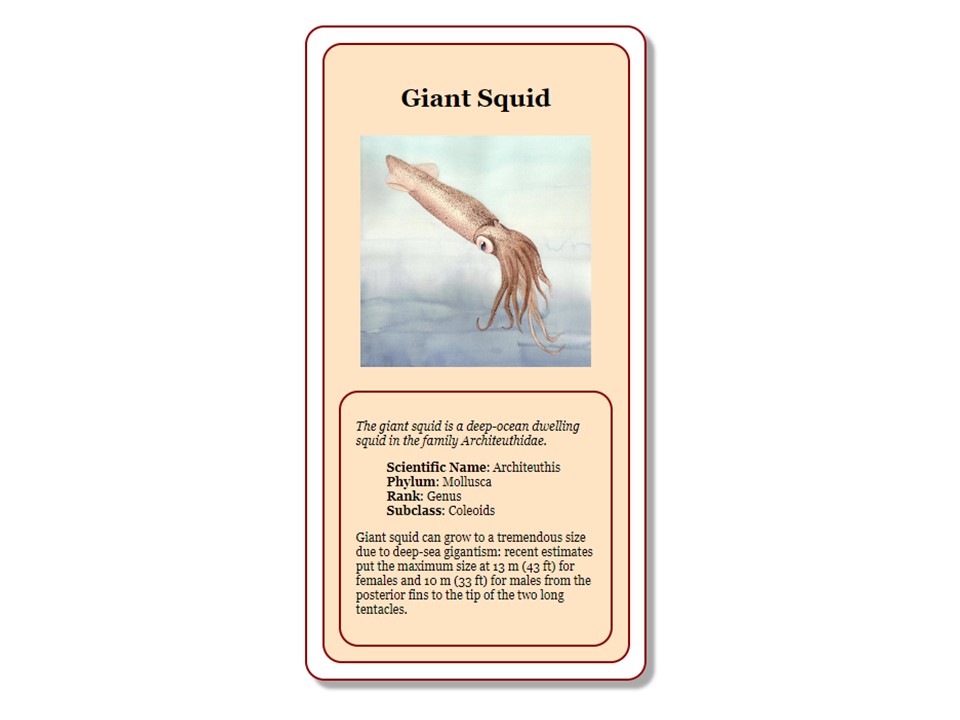 Giant Squid
The giant squid is a deep-ocean dwelling
squid in the family Architeuthidae.
Scientific Name: Architeuthis
Phylum: Mollusca
Rank: Genus
Subclass: Coleoids
Giant squid can grow to a tremendous size
due to deep-sea gigantism: recent estimates
put the maximum size at 13 m (43 ft) for
females and 10 m (33 ft) for males from the
posterior fins to the tip of the two long
tentacles.